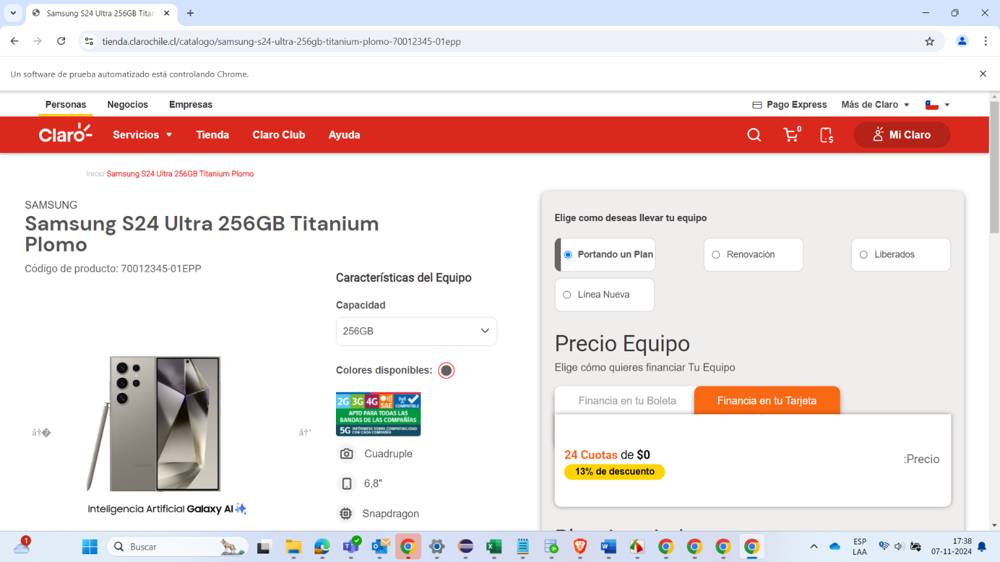 Samsung S24 Ultra 256GB Titan
tienda.clarochile.cl/catalogo/samsung-s24-ultra-256gb-titanium-plomo-70012345-01epp
Un software de prueba automatizado está controlando Chrome.
Personas Negocios Empresas Pago Express Más de Claro
Claro Servicios Tienda Claro Club Ayuda 0 Mi Claro
Inicio Samsung S24 Ultra 256GB Titanium Plomo
SAMSUNG
Samsung S24 Ultra 256GB Titanium
Plomo
Código de producto: 70012345-01EPP
Características del Equipo
Capacidad
256GB
Colores disponibles:
2G 3G 4G SAE COMPATIBLE
APTO PARA TODAS LAS
BANDAS DE LAS COMPAÑÍAS
5G INFÓRMESE SOBRE COMPATIBILIDAD
CON CADA COMPAÑÍA
â†� â†’
Cuadruple
6,8"
Snapdragon
Inteligencia Artificial Galaxy AI
Elige como deseas llevar tu equipo
Portando un Plan Renovación Liberados
Línea Nueva
Precio Equipo
Elige cómo quieres financiar Tu Equipo
Financia en tu Boleta Financia en tu Tarjeta
24 Cuotas de $0
13% de descuento
:Precio
1 Buscar ESP 17:38
LAA 07-11-2024